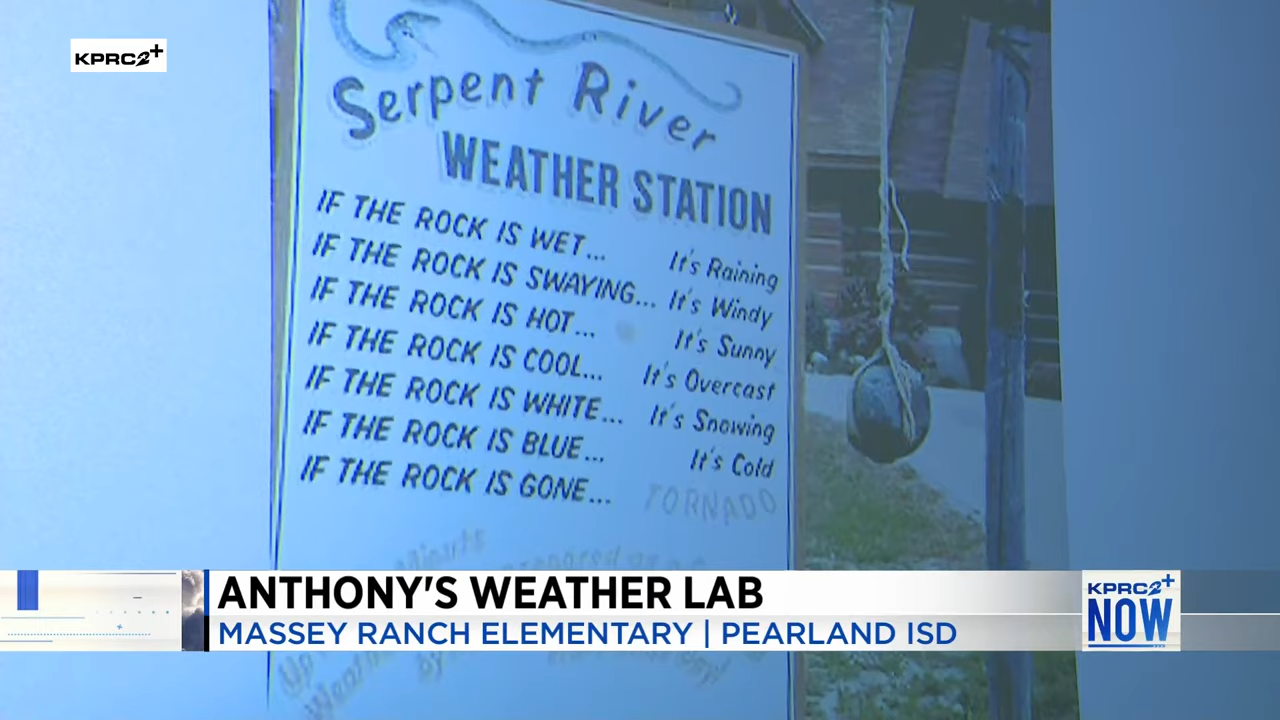 KPRC2+
Serpent River
WEATHER STATION
IF THE ROCK IS WET... It's Raining
IF THE ROCK IS SWAYING... It's Windy
IF THE ROCK IS HOT... It's Sunny
IF THE ROCK IS COOL... It's Overcast
IF THE ROCK IS WHITE... It's Snowing
IF THE ROCK IS BLUE... It's Cold
IF THE ROCK IS GONE... TORNADO
ANTHONY'S WEATHER LAB
MASSEY RANCH ELEMENTARY | PEARLAND ISD
KPRC2+
NOW